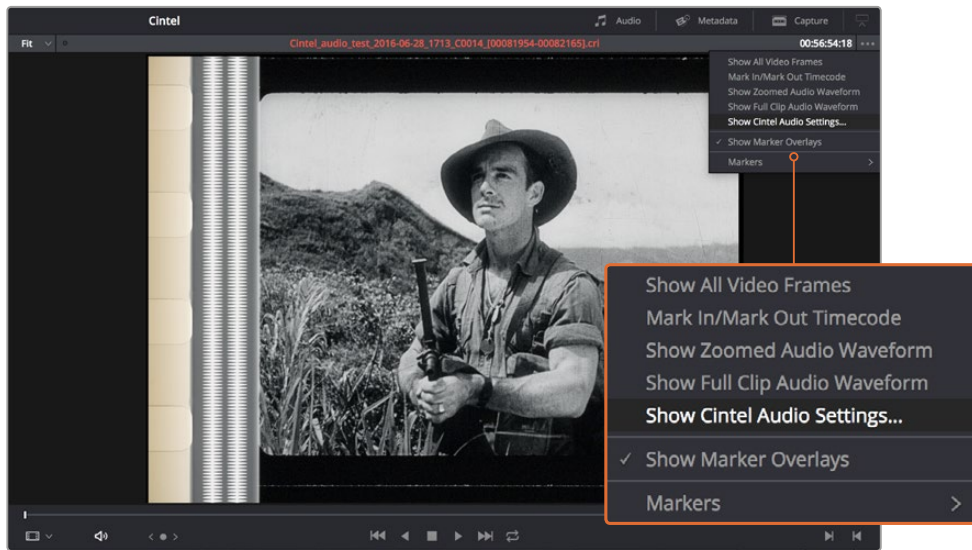 Cintel
Audio
Metadata
Capture
Fit
Cintel_audio_test_2016-06-28_1713_C0014_[00081954-00082165].cri
00:56:54:18
Show All Video Frames
Mark In/Mark Out Timecode
Show Zoomed Audio Waveform
Show Full Clip Audio Waveform
Show Cintel Audio Settings...
Show Marker Overlays
Markers
Show All Video Frames
Mark In/Mark Out Timecode
Show Zoomed Audio Waveform
Show Full Clip Audio Waveform
Show Cintel Audio Settings...
Show Marker Overlays
Markers